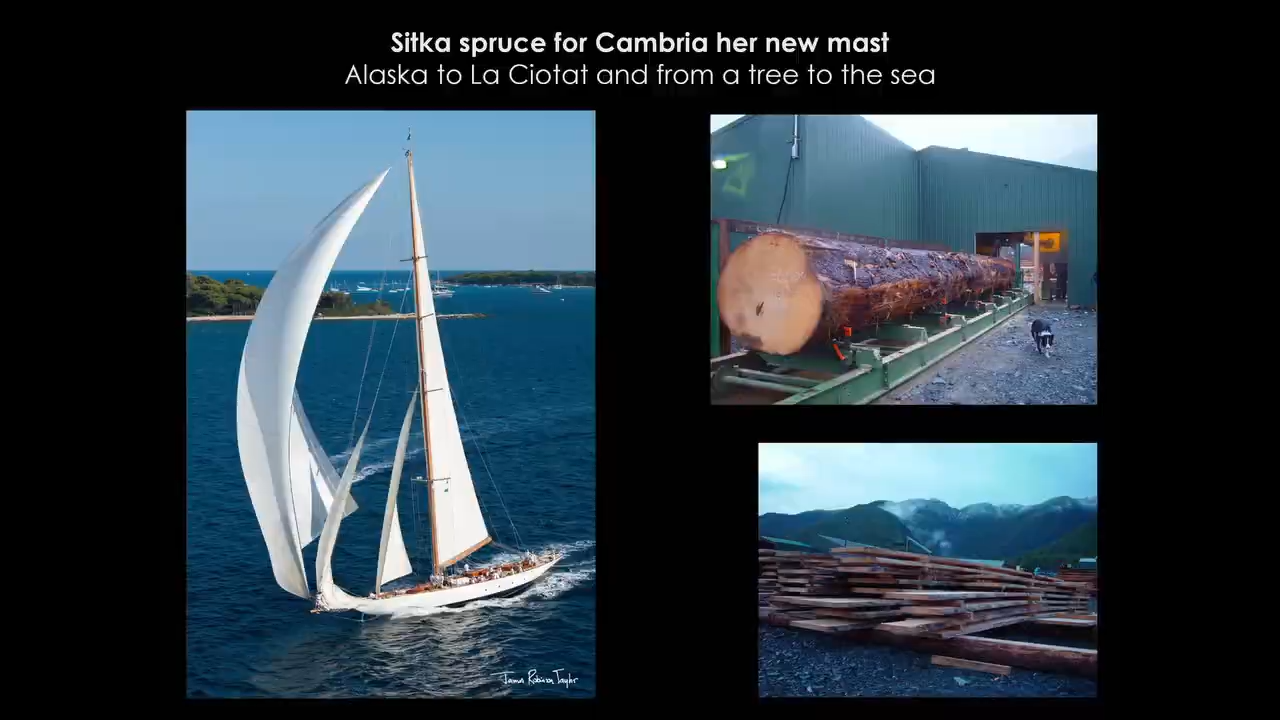 Sitka spruce for Cambria her new mast
Alaska to La Ciotat and from a tree to the sea
James Robinson Taylor